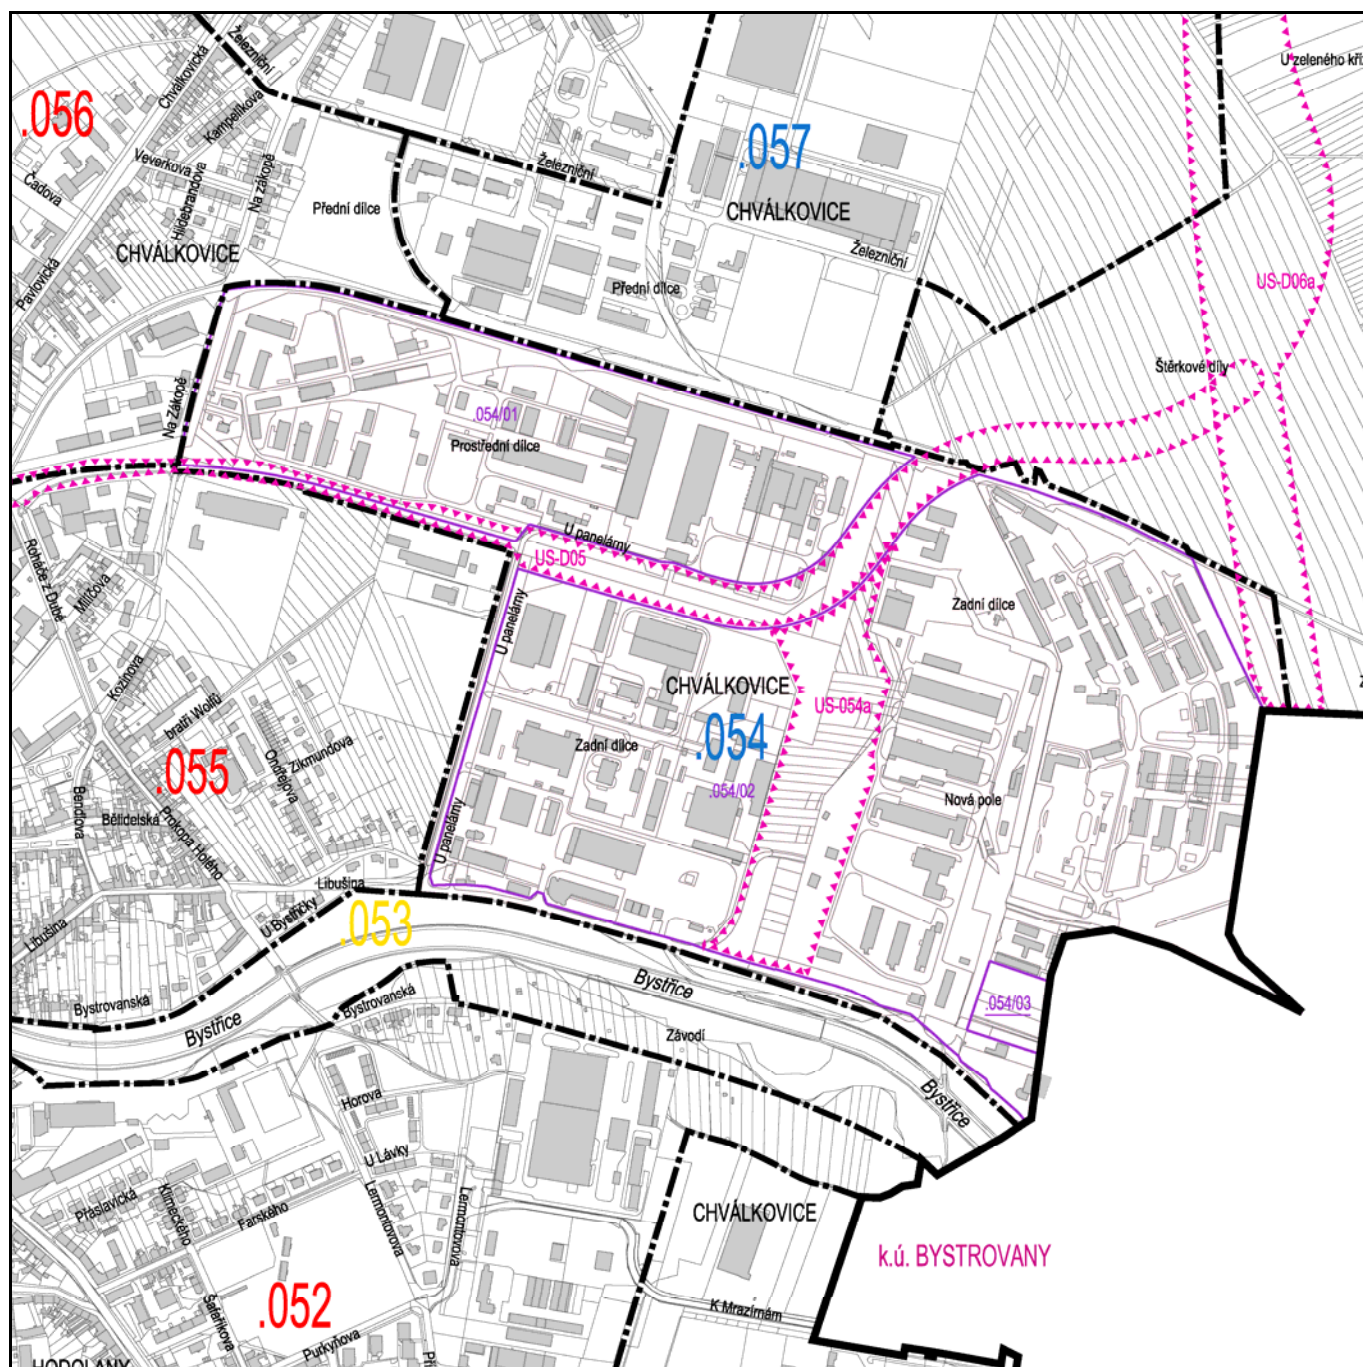 Železniční
Chválkovická
U zeleného kří
.056
Kampelíkova
.057
Veverkova
Železniční
Čadova
Hildebrandova
Na zákopě
Přední dílce
CHVÁLKOVICE
CHVÁLKOVICE
Železniční
Pavlovická
Přední dílce
US-D06a
Štěrkové díly
Na Zákopě
.054/01
Prostřední dílce
U panelárny
US-D05
Roháče z Dubé
Milíčova
U panelárny
Zadní dílce
Kozinova
CHVÁLKOVICE
US-054a
bratří Wolfů
.054
Zadní dílce
Zikmundova
Ondřejova
.055
.054/02
Nová pole
Bendlova
Bětidelská
Prokopa Holého
U panelárny
Libušina
.053
U Bystřičky
Libušina
Bystřice
Bystrovanská
Bystrovanská
.054/03
Bystřice
Závodí
Bystřice
Horova
U Lávky
Přáslavická
Klimeckého
Farského
Lermontovova
Lermontovova
CHVÁLKOVICE
k.ú. BYSTROVANY
.052
K Mrazírnám
Šafaříkova
Purkyňova
HODOLANY